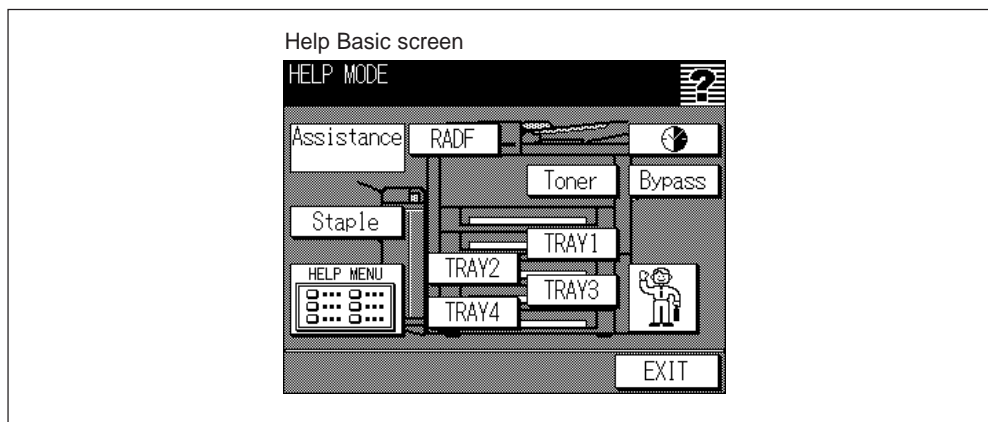 Help Basic screen
HELP MODE
Assistance
RADF
Toner
Bypass
Staple
TRAY1
TRAY2
HELP MENU
TRAY3
TRAY4
EXIT